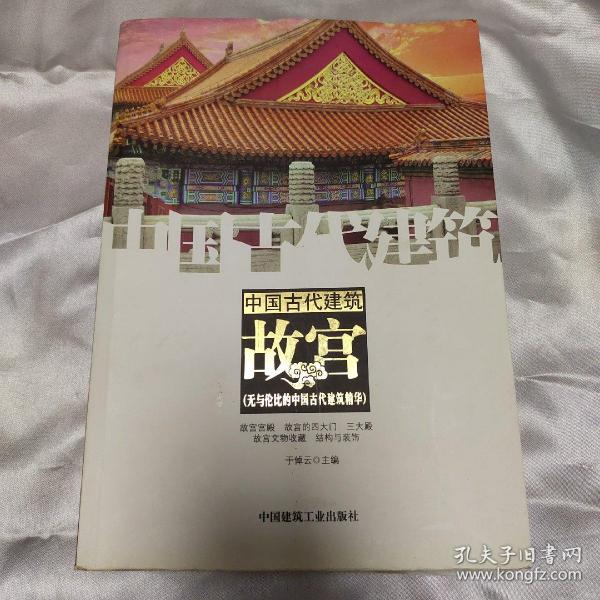 中国古代建筑
中国古代建筑
故宫
(无与伦比的中国古代建筑精华)
故宫宫殿 故宫的四大门 三大殿
故宫文物收藏 结构与装饰
于倬云◎主编
中国建筑工业出版社
孔夫子旧书网
www.kongfz.com